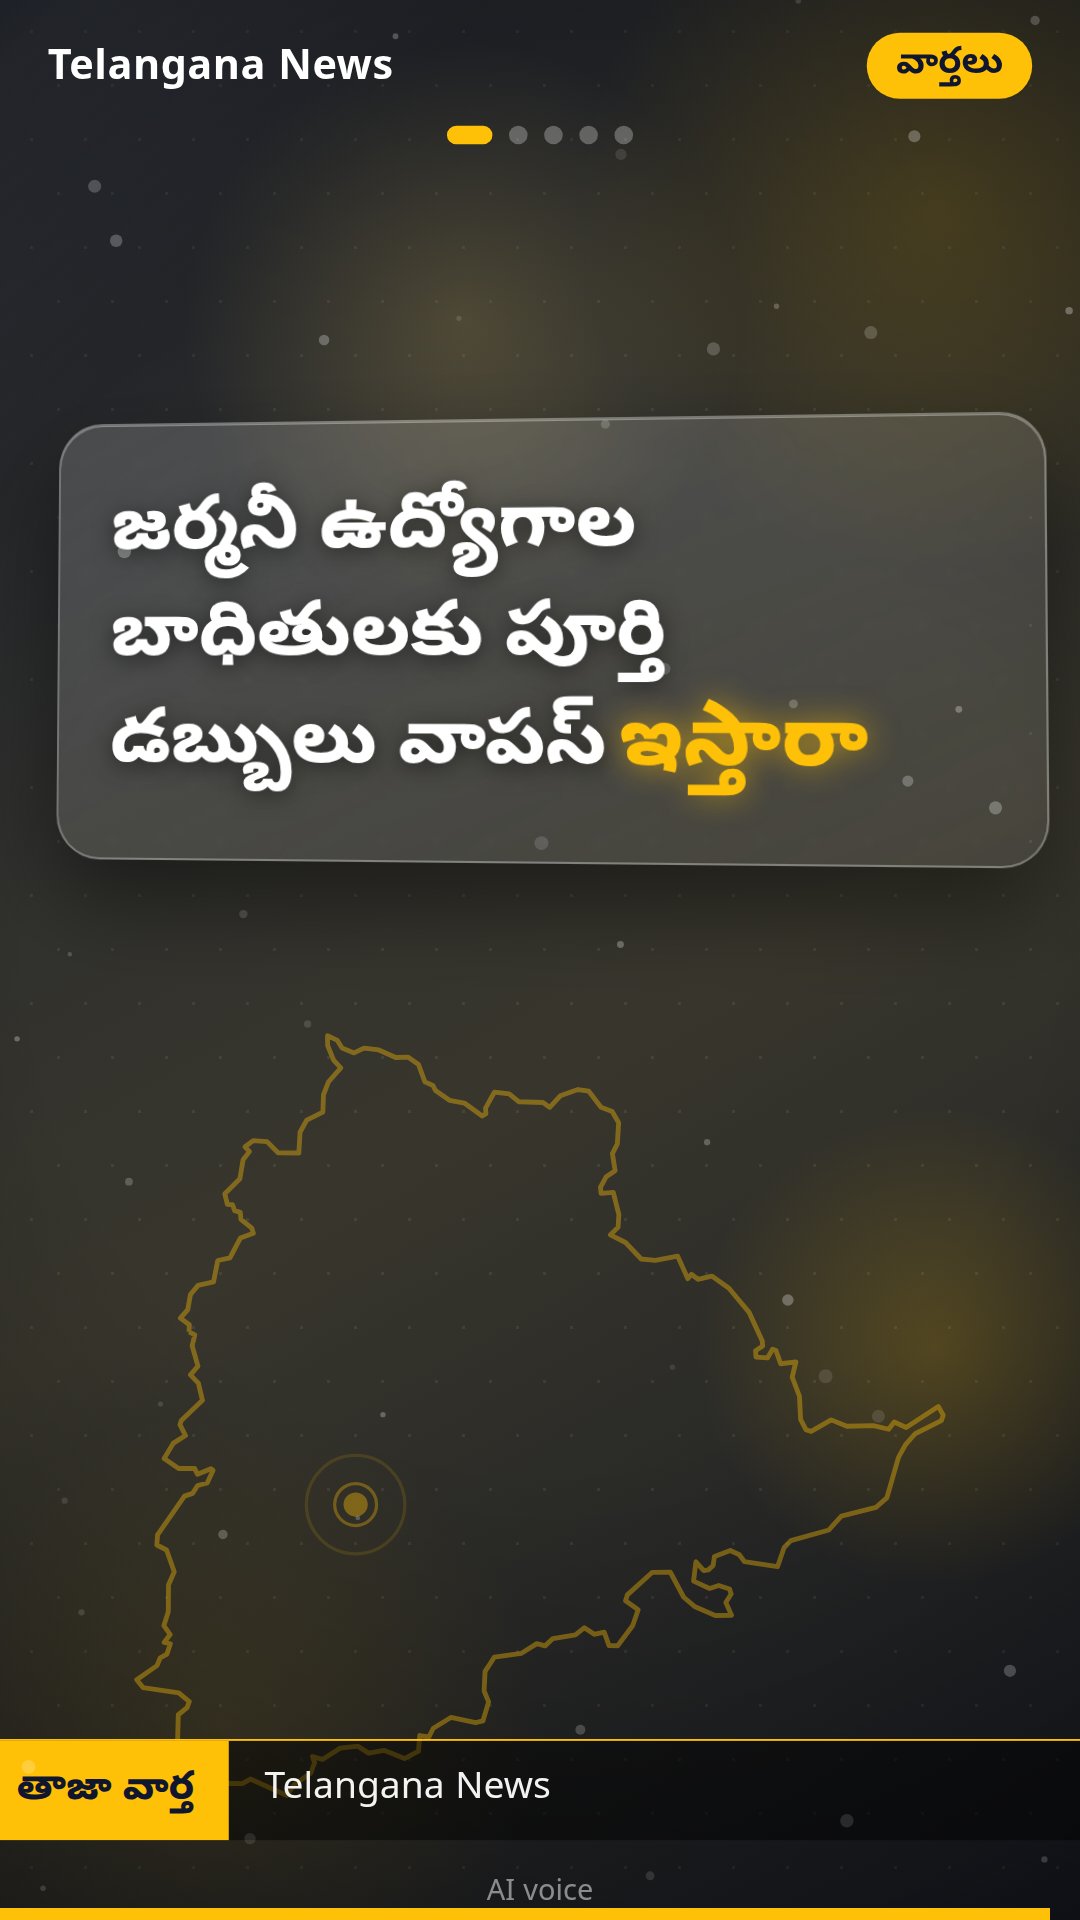 Telangana News
వార్తలు
జర్మనీ ఉద్యోగాల
బాధితులకు పూర్తి
డబ్బులు వాపస్ ఇస్తారా
తాజా వార్త
Telangana News
AI voice